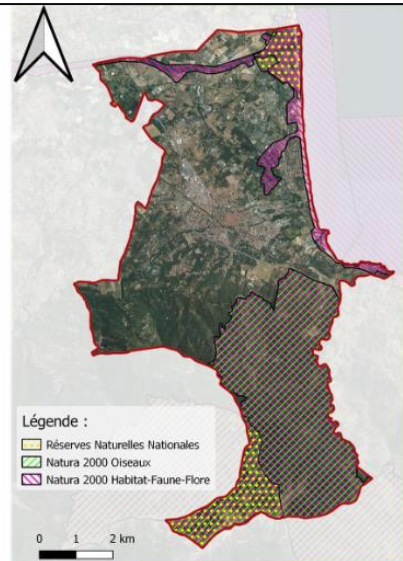 Légende :
Réserves Naturelles Nationales
Natura 2000 Oiseaux
Natura 2000 Habitat-Faune-Flore
0 1 2 km